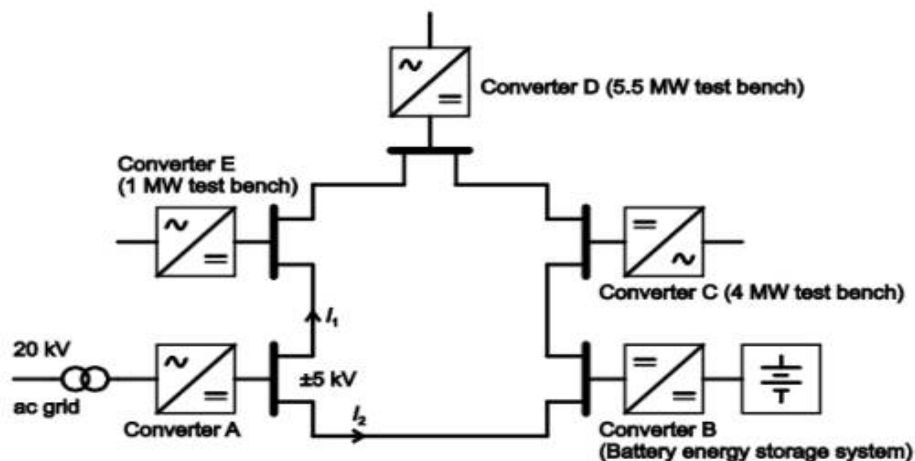 Converter D (5.5 MW test bench)
Converter E
(1 MW test bench)
Converter C (4 MW test bench)
I₁
20 kV
±5 kV
ac grid
I₂
Converter A
Converter B
(Battery energy storage system)